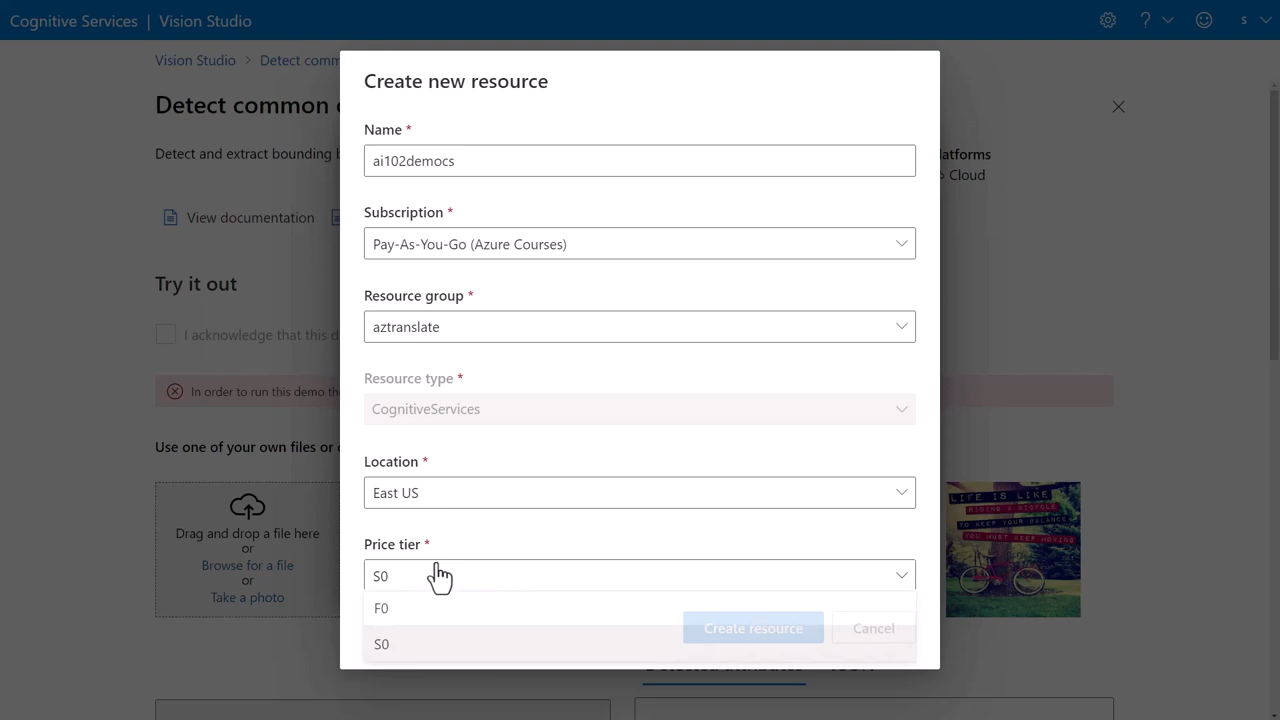 Cognitive Services | Vision Studio
s
Vision Studio > Detect comm
Create new resource
Detect common
Name *
Detect and extract bounding
latforms
ai102democs
Cloud
Subscription *
View documentation
Pay-As-You-Go (Azure Courses)
Try it out
Resource group *
aztranslate
I acknowledge that this d
Resource type *
In order to run this demo the
CognitiveServices
Use one of your own files or
Location *
East US
Drag and drop a file here
or
Browse for a file
or
Take a photo
LIFE IS LIKE
RIDING A BICYCLE
TO KEEP YOUR BALANCE
YOU MUST KEEP MOVING
Price tier *
S0
F0
S0
Create resource
Cancel